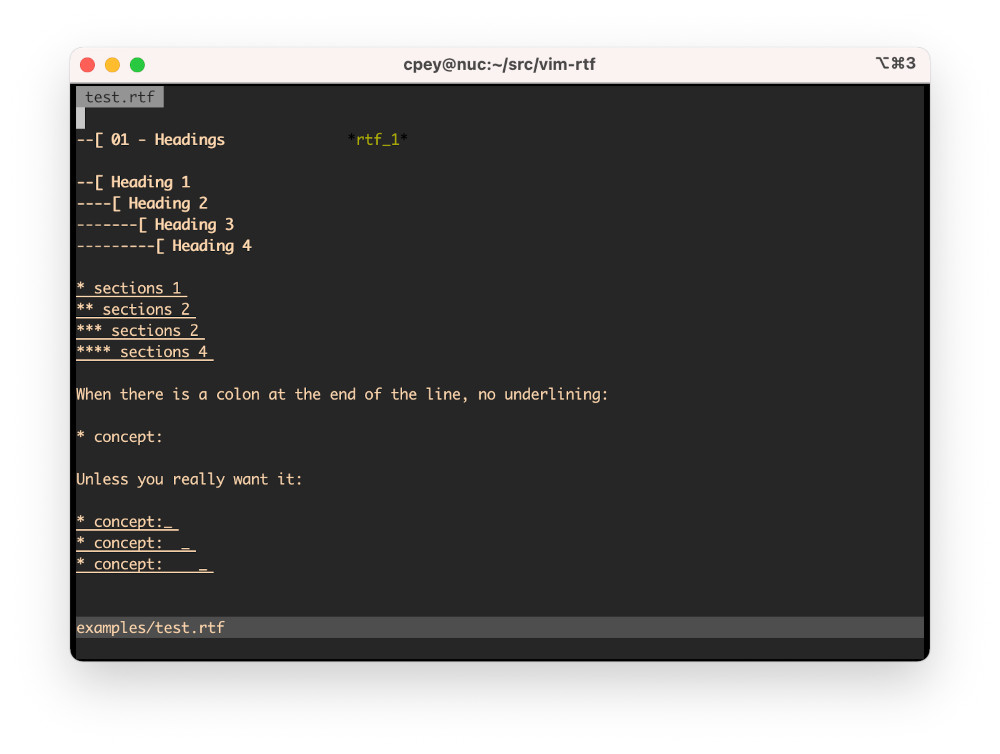 cpey@nuc:~/src/vim-rtf ⌥⌘3
test.rtf
--[ 01 - Headings *rtf_1*
--[ Heading 1
----[ Heading 2
-------[ Heading 3
---------[ Heading 4
* sections 1
** sections 2
*** sections 2
**** sections 4
When there is a colon at the end of the line, no underlining:
* concept:
Unless you really want it:
* concept:_
* concept:  _
* concept:    _
examples/test.rtf